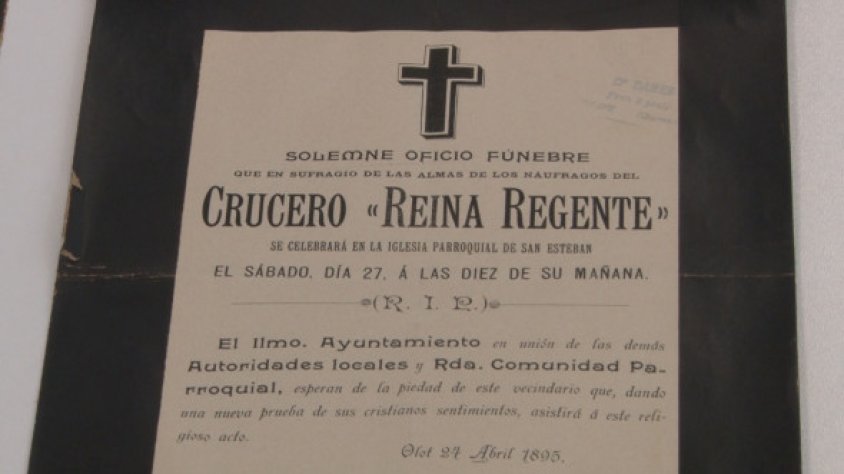 SOLEMNE OFICIO FÚNEBRE
QUE EN SUFRAGIO DE LAS ALMAS DE LOS NÁUFRAGOS DEL
CRUCERO «REINA REGENTE»
SE CELEBRARÁ EN LA IGLESIA PARROQUIAL DE SAN ESTEBAN
EL SÁBADO, DÍA 27, Á LAS DIEZ DE SU MAÑANA.
(R. I. P.)
El Ilmo. Ayuntamiento en unión de las demás
Autoridades locales y Rda. Comunidad Pa-
rroquial, esperan de la piedad de este vecindario que, dando
una nueva prueba de sus cristianos sentimientos, asistirá á este reli-
gioso acto.
Olot 24 Abril 1895.